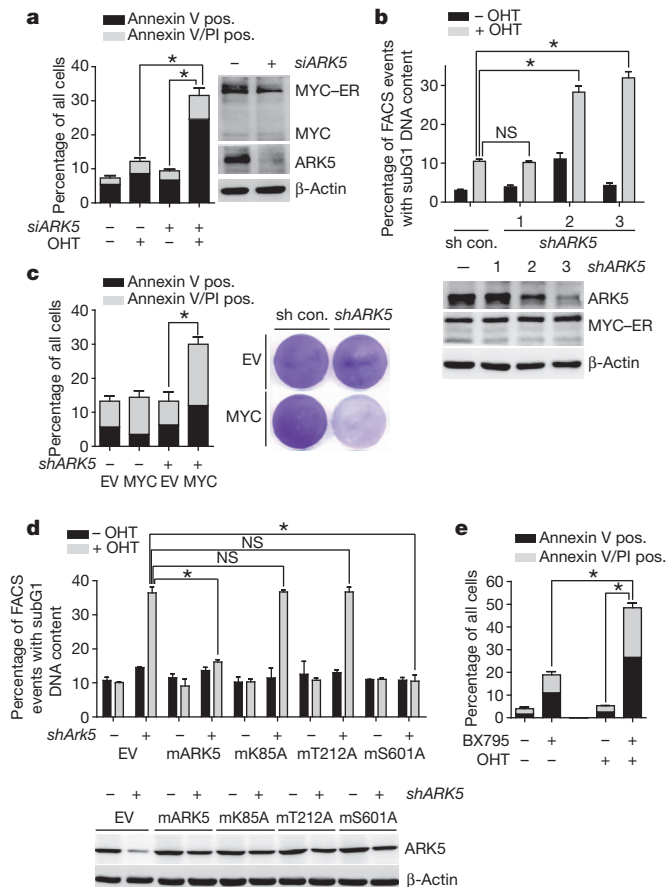 a
Annexin V pos.
Annexin V/PI pos.
Percentage of all cells
40
30
20
10
0
*
*
siARK5 – – + +
OHT – + – +
– + siARK5
MYC–ER
MYC
ARK5
β-Actin
b
– OHT
+ OHT
Percentage of FACS events
with subG1 DNA content
30
20
10
0
*
*
NS
1 2 3
sh con. shARK5
– 1 2 3 shARK5
ARK5
MYC–ER
β-Actin
c
Annexin V pos.
Annexin V/PI pos.
Percentage of all cells
40
30
20
10
0
*
shARK5 – – + +
EV MYC EV MYC
sh con. shARK5
EV
MYC
d
– OHT
+ OHT
Percentage of FACS
events with subG1
DNA content
40
30
20
10
0
*
NS
NS
*
shArk5 – + – + – + – + – +
EV mARK5 mK85A mT212A mS601A
– + – + – + – + – + shARK5
EV mARK5 mK85A mT212A mS601A
ARK5
β-Actin
e
Annexin V pos.
Annexin V/PI pos.
Percentage of all cells
60
50
40
30
20
10
0
*
*
BX795 – + – +
OHT – – + +